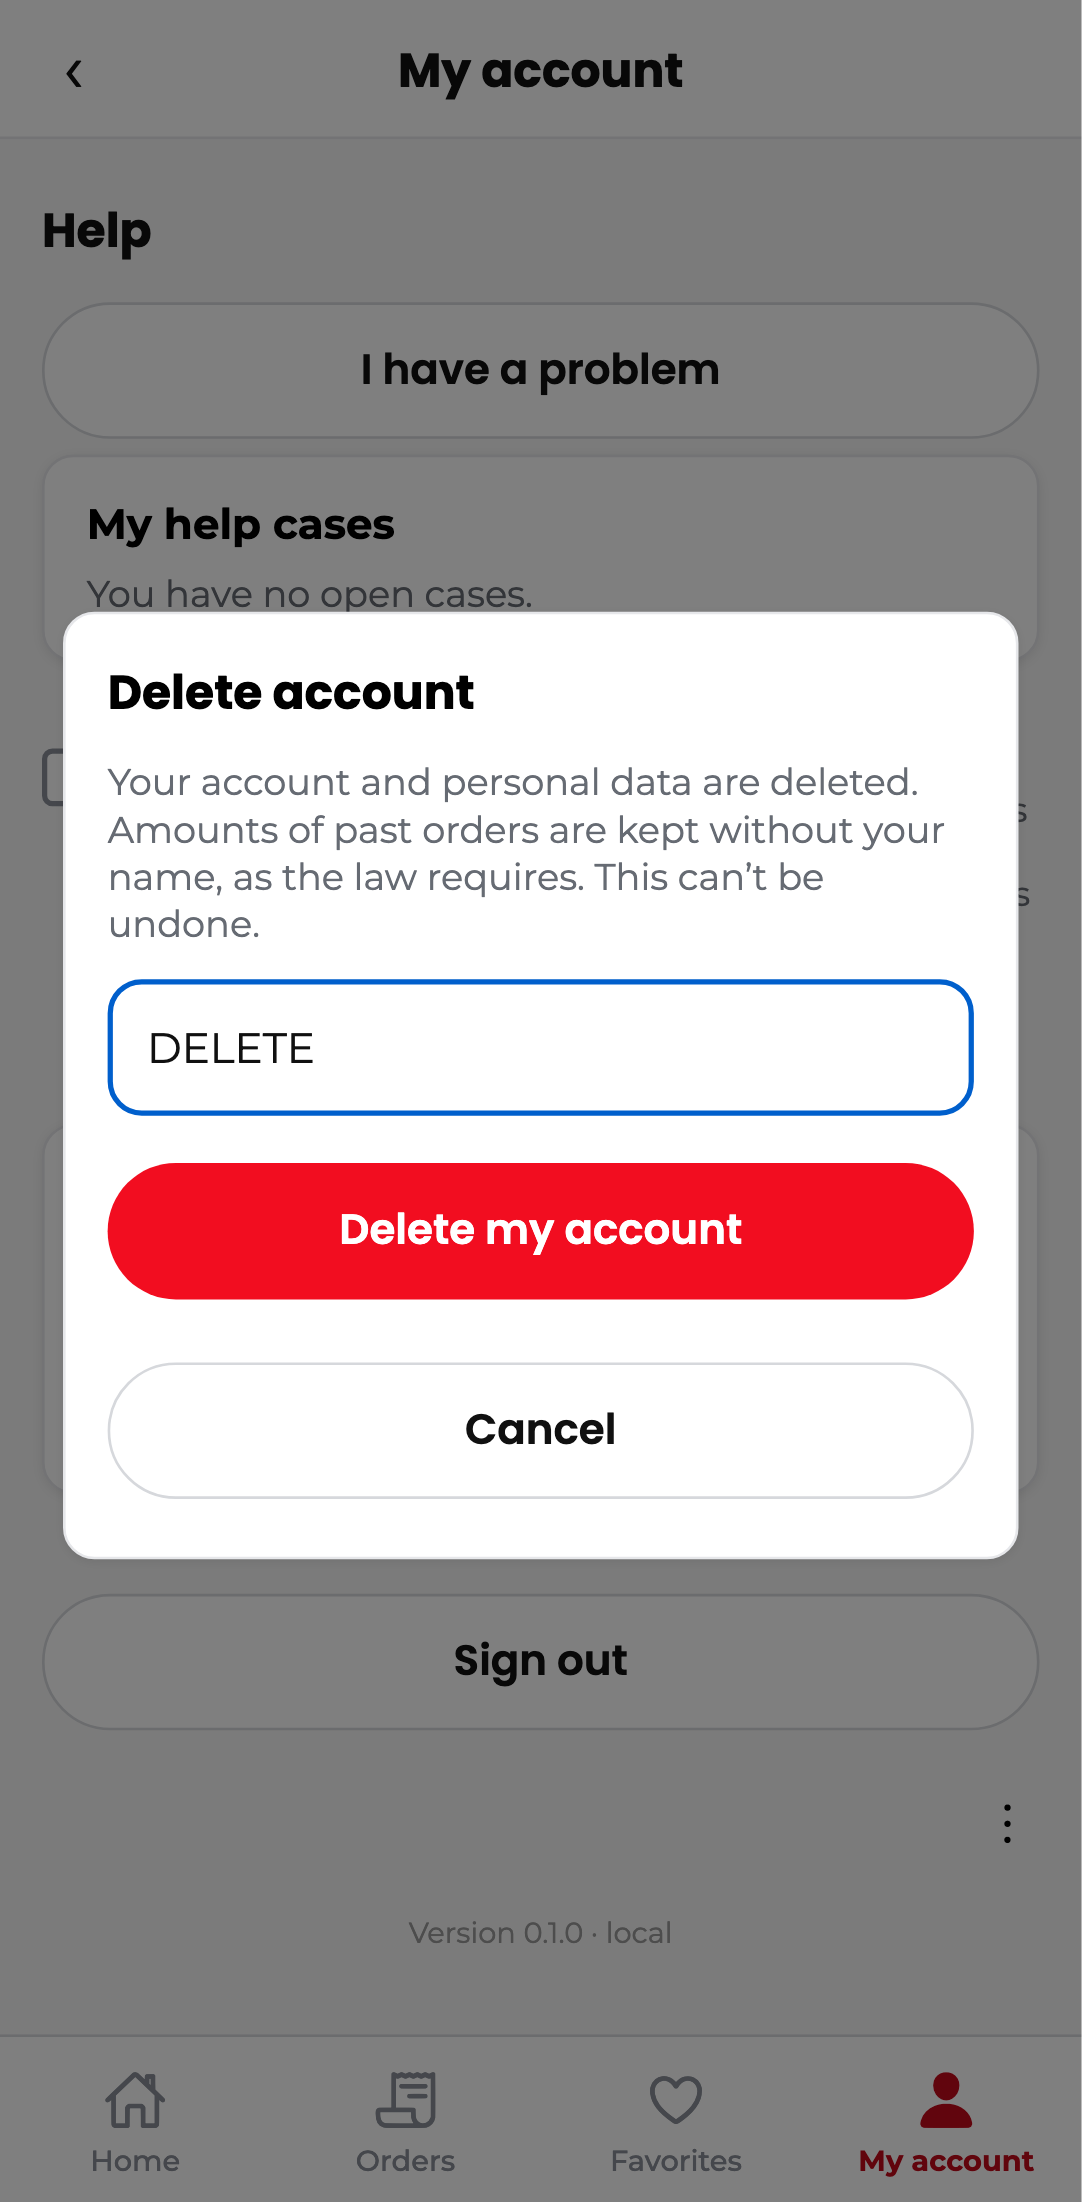 My account
Help
I have a problem
My help cases
You have no open cases.
Delete account
Your account and personal data are deleted.
Amounts of past orders are kept without your
name, as the law requires. This can’t be
undone.
DELETE
Delete my account
Cancel
Sign out
Version 0.1.0 · local
Home
Orders
Favorites
My account